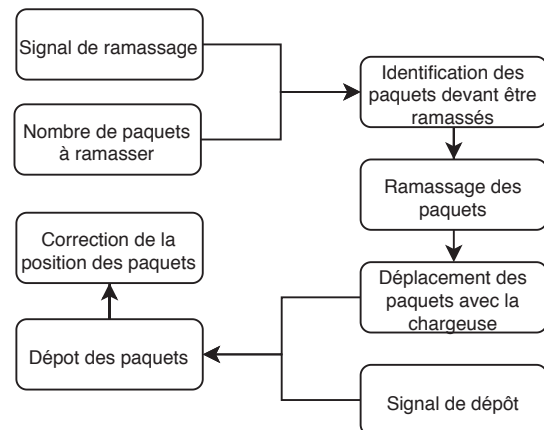 Signal de ramassage
Nombre de paquets
à ramasser
Identification des
paquets devant être
ramassés
Ramassage des
paquets
Déplacement des
paquets avec la
chargeuse
Signal de dépôt
Dépot des paquets
Correction de la
position des paquets